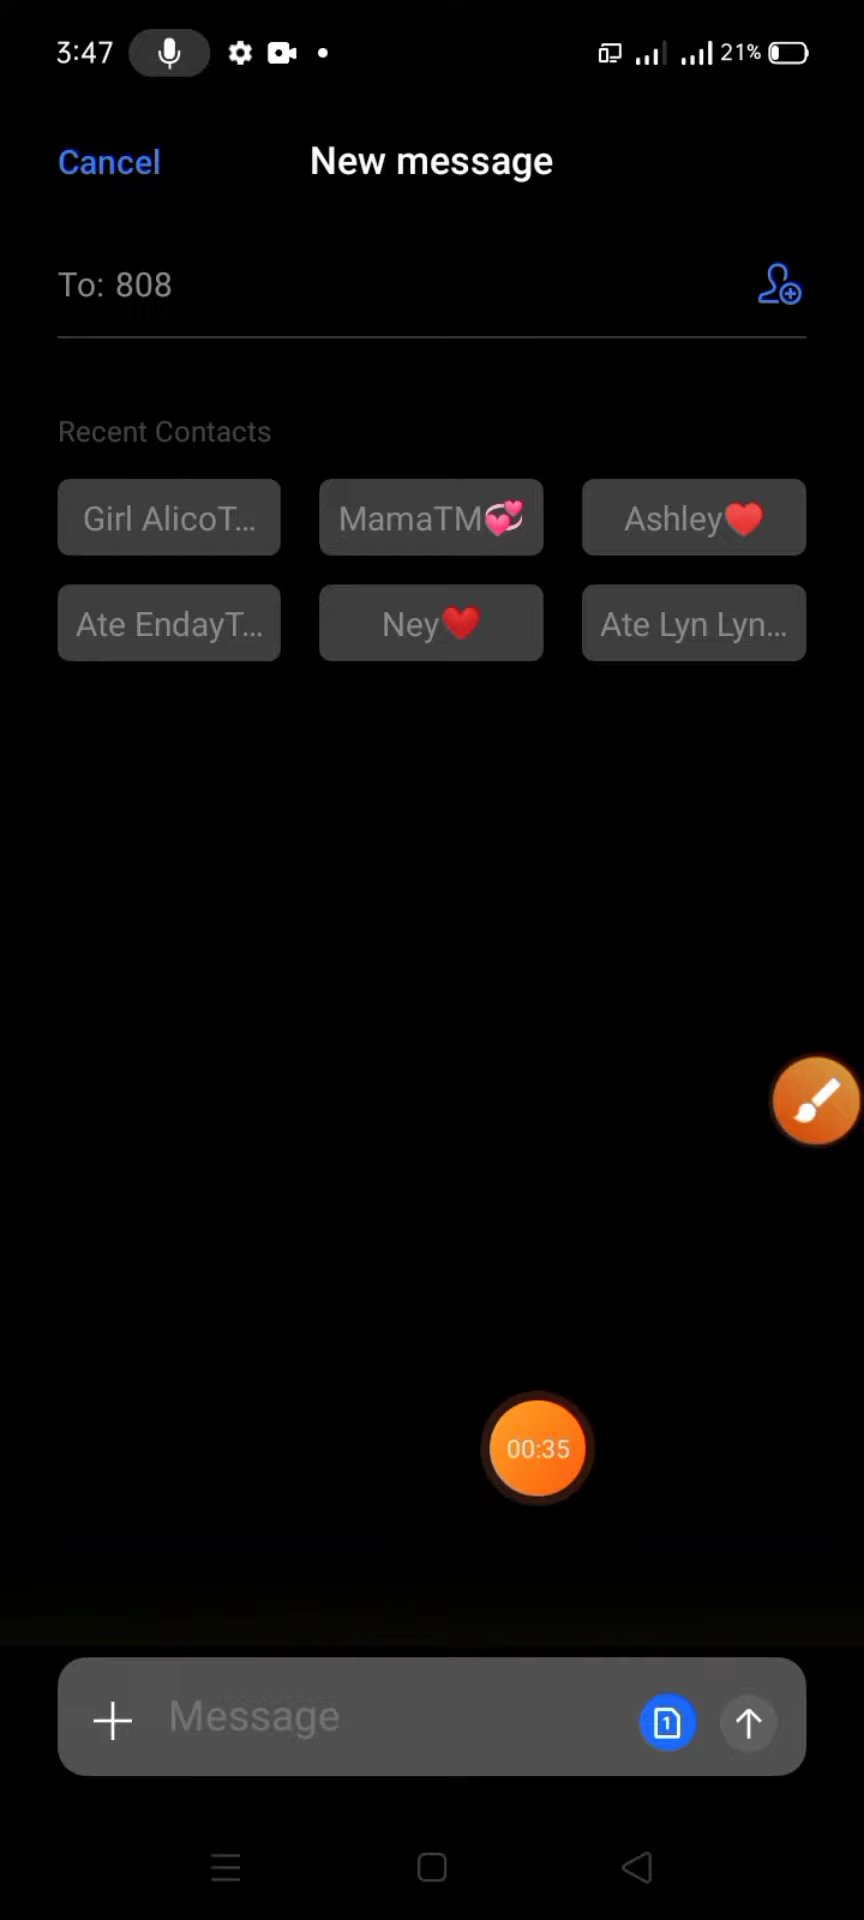 3:47 21%
Cancel New message
To: 808
Recent Contacts
Girl AlicoT... MamaTM💞 Ashley❤️
Ate EndayT... Ney❤️ Ate Lyn Lyn...
00:35
Message 1